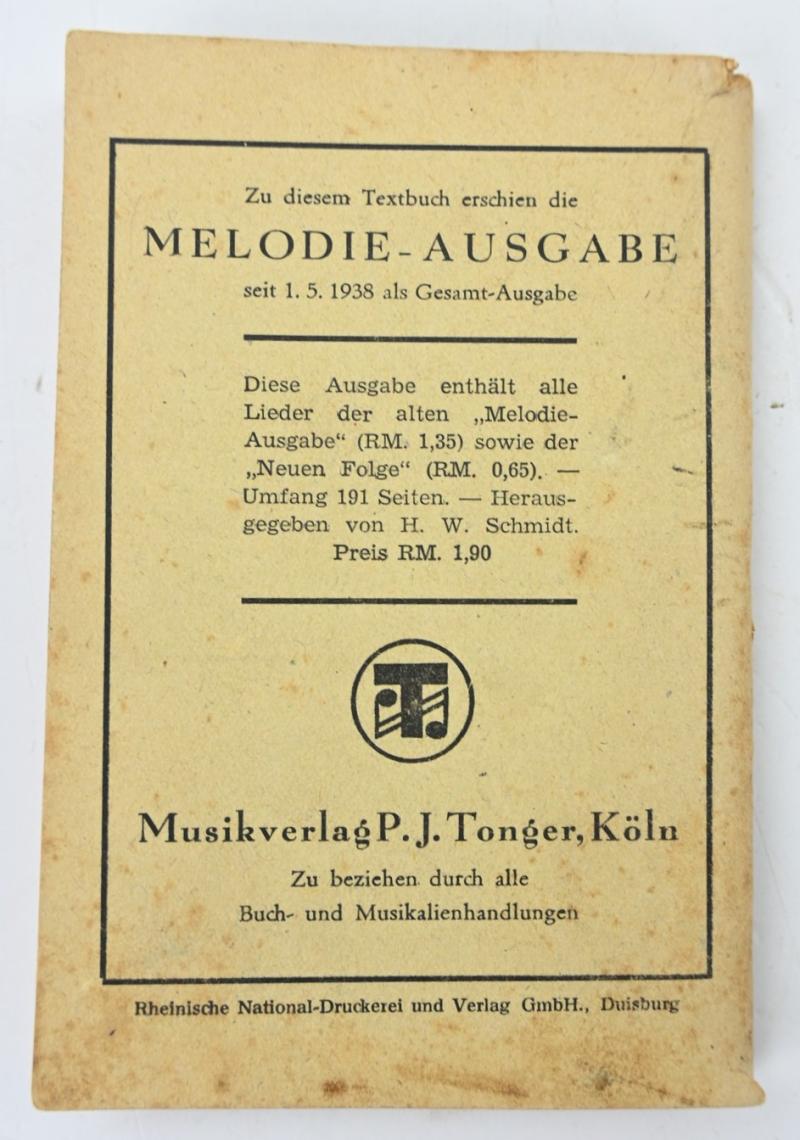 Zu diesem Textbuch erschien die
MELODIE-AUSGABE
seit 1. 5. 1938 als Gesamt-Ausgabe
Diese Ausgabe enthält alle
Lieder der alten „Melodie-
Ausgabe“ (RM. 1,35) sowie der
„Neuen Folge“ (RM. 0,65). —
Umfang 191 Seiten. — Heraus-
gegeben von H. W. Schmidt.
Preis RM. 1,90
T
Musikverlag P. J. Tonger, Köln
Zu beziehen durch alle
Buch- und Musikalienhandlungen
Rheinische National-Druckerei und Verlag GmbH., Duisburg